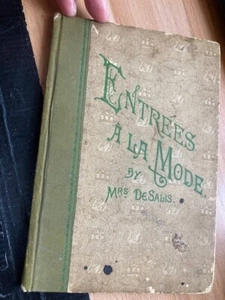 ENTRÉES
À LA MODE
BY
MRS DE SALIS.